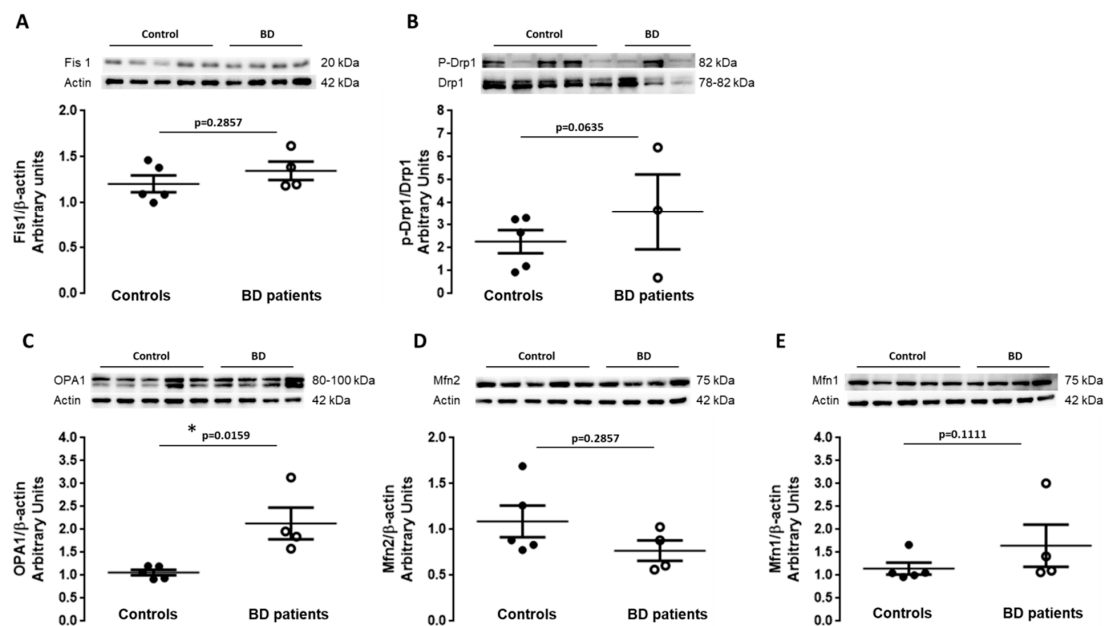 A
Control BD
Fis 1 20 kDa
Actin 42 kDa
2.0
1.5
1.0
0.5
0.0
Fis1/β-actin
Arbitrary units
p=0.2857
Controls BD patients
B
Control BD
P-Drp1 82 kDa
Drp1 78-82 kDa
8
7
6
5
4
3
2
1
0
p-Drp1/Drp1
Arbitrary Units
p=0.0635
Controls BD patients
C
Control BD
OPA1 80-100 kDa
Actin 42 kDa
4.0
3.5
3.0
2.5
2.0
1.5
1.0
0.5
0.0
OPA1/β-actin
Arbitrary Units
* p=0.0159
Controls BD patients
D
Control BD
Mfn2 75 kDa
Actin 42 kDa
2.0
1.5
1.0
0.5
0.0
Mfn2/β-actin
Arbitrary Units
p=0.2857
Controls BD patients
E
Control BD
Mfn1 75 kDa
Actin 42 kDa
4.0
3.5
3.0
2.5
2.0
1.5
1.0
0.5
0.0
Mfn1/β-actin
Arbitrary Units
p=0.1111
Controls BD patients